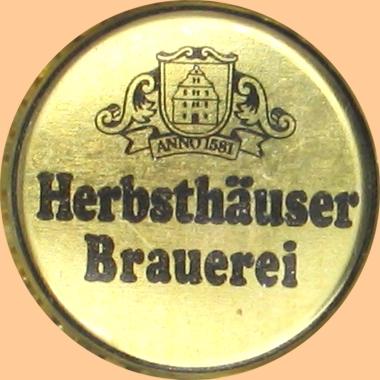 ANNO 1581
Herbsthäuser
Brauerei